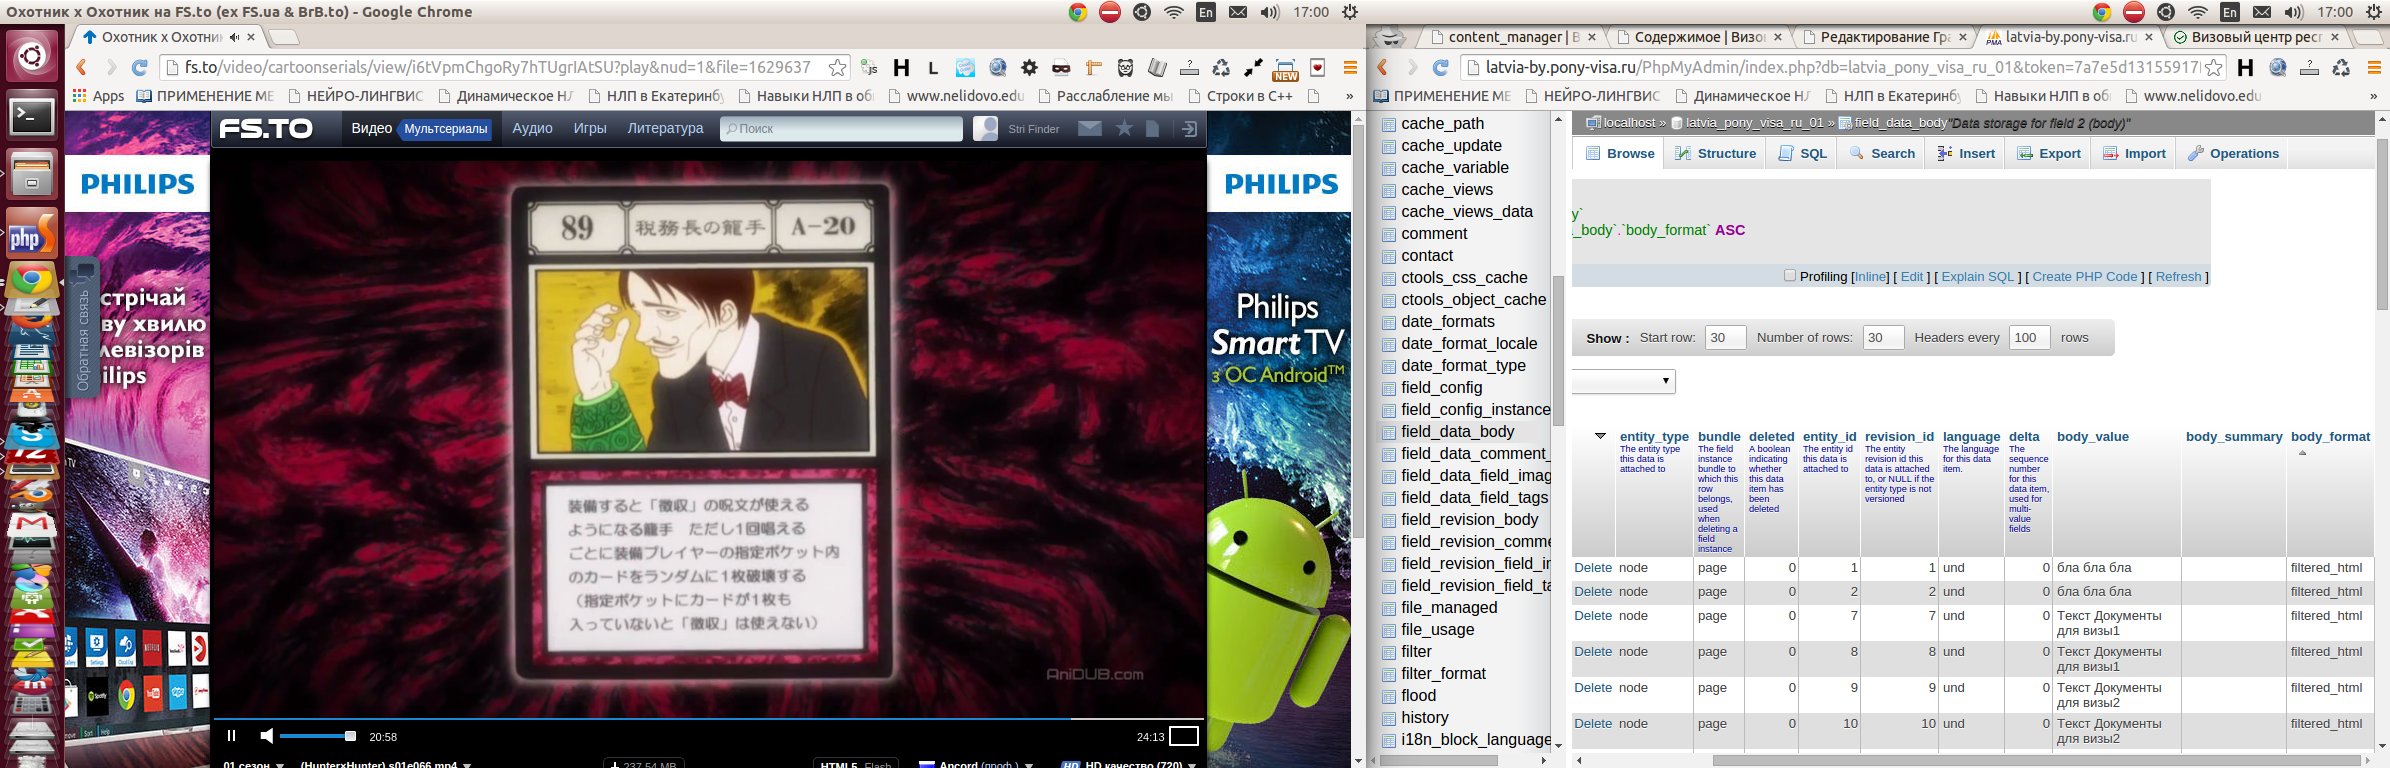 Охотник x Охотник на FS.to (ex FS.ua & BrB.to) - Google Chrome
En
17:00
En
17:00
Охотник x Охотни
content_manager | В
Содержимое | Визо
Редактирование Гра
latvia-by.pony-visa.ru
Визовый центр респ
fs.to/video/cartoonserials/view/i6tVpmChgoRy7hTUgrIAtSU?play&nud=1&file=1629637
latvia-by.pony-visa.ru/PhpMyAdmin/index.php?db=latvia_pony_visa_ru_01&token=7a7e5d13155917
Apps
ПРИМЕНЕНИЕ МЕ
НЕЙРО-ЛИНГВИС
Динамическое НЛ
НЛП в Екатеринбу
Навыки НЛП в об
www.nelidovo.edu
Расслабление мы
Строки в C++
»
ПРИМЕНЕНИЕ МЕ
НЕЙРО-ЛИНГВИС
Динамическое НЛ
НЛП в Екатеринбу
Навыки НЛП в об
www.nelidovo.edu
»
FS.TO
Видео
Мультсериалы
Аудио
Игры
Литература
Поиск
Stri Finder
PHILIPS
стрічай
ву хвилю
левізорів
ilips
Обратная связь
89
税務長の籠手
A-20
装備すると「徴収」の呪文が使える
ようになる籠手 ただし1回唱える
ごとに装備プレイヤーの指定ポケット内
のカードをランダムに1枚破壊する
(指定ポケットにカードが1枚も
入っていないと「徴収」は使えない)
AniDUB.com
20:58
24:13
01 сезон
(HunterxHunter) s01e066.mp4
237.54 MB
HTML5
Flash
Ancord (проф.)
HD
HD качество (720)
PHILIPS
Philips
Smart TV
з ОС Android™
cache_path
cache_update
cache_variable
cache_views
cache_views_data
comment
contact
ctools_css_cache
ctools_object_cache
date_formats
date_format_locale
date_format_type
field_config
field_config_instance
field_data_body
field_data_comment_
field_data_field_imag
field_data_field_tags
field_revision_body
field_revision_comme
field_revision_field_i
field_revision_field_ta
file_managed
file_usage
filter
filter_format
flood
history
i18n_block_language
localhost » latvia_pony_visa_ru_01 » field_data_body "Data storage for field 2 (body)"
Browse
Structure
SQL
Search
Insert
Export
Import
Operations
y`
_body`.`body_format` ASC
Profiling [Inline] [ Edit ] [ Explain SQL ] [ Create PHP Code ] [ Refresh ]
Show : Start row: 30 Number of rows: 30 Headers every 100 rows
entity_type The entity type this data is attached to
bundle The field instance bundle to which this row belongs, used when deleting a field instance
deleted A boolean indicating whether this data item has been deleted
entity_id The entity id this data is attached to
revision_id The entity revision id this data is attached to, or NULL if the entity type is not versioned
language The language for this data item.
delta The sequence number for this data item, used for multi-value fields
body_value
body_summary
body_format
Delete node page 0 1 1 und 0 бла бла бла filtered_html
Delete node page 0 2 2 und 0 бла бла бла filtered_html
Delete node page 0 7 7 und 0 Текст Документы для визы1 filtered_html
Delete node page 0 8 8 und 0 Текст Документы для визы1 filtered_html
Delete node page 0 9 9 und 0 Текст Документы для визы2 filtered_html
Delete node page 0 10 10 und 0 Текст Документы для визы2 filtered_html